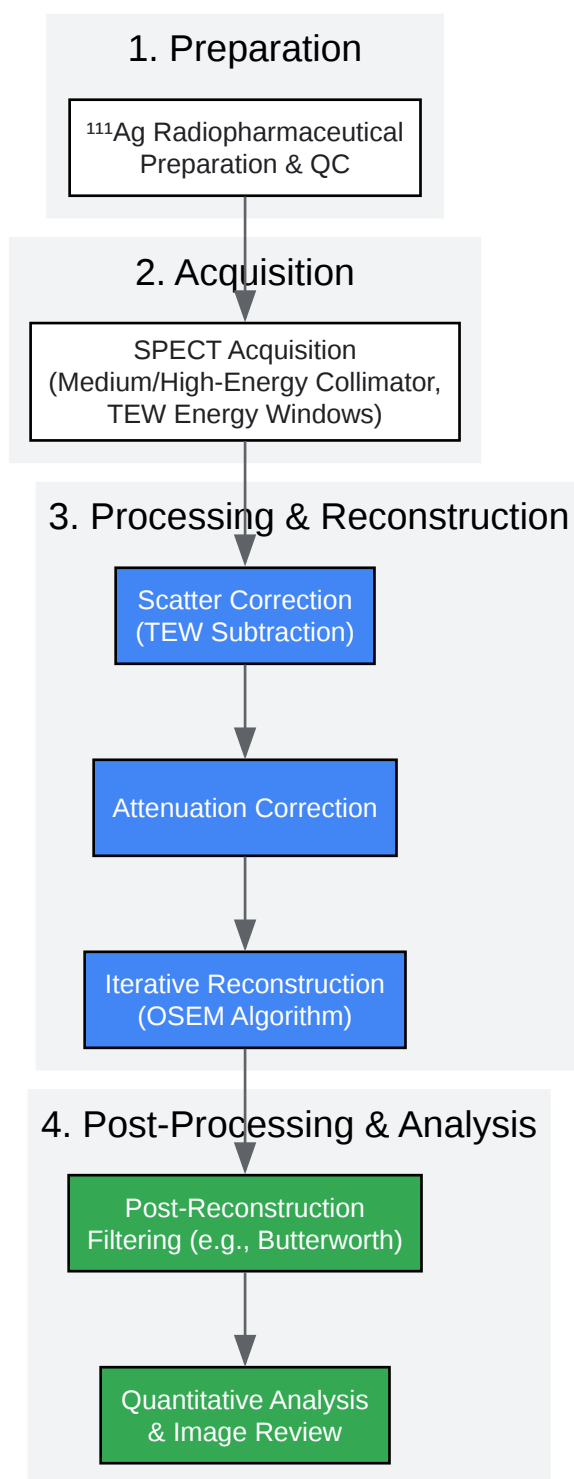 1. Preparation
¹¹¹Ag Radiopharmaceutical
Preparation & QC
2. Acquisition
SPECT Acquisition
(Medium/High-Energy Collimator,
TEW Energy Windows)
3. Processing & Reconstruction
Scatter Correction
(TEW Subtraction)
Attenuation Correction
Iterative Reconstruction
(OSEM Algorithm)
4. Post-Processing & Analysis
Post-Reconstruction
Filtering (e.g., Butterworth)
Quantitative Analysis
& Image Review